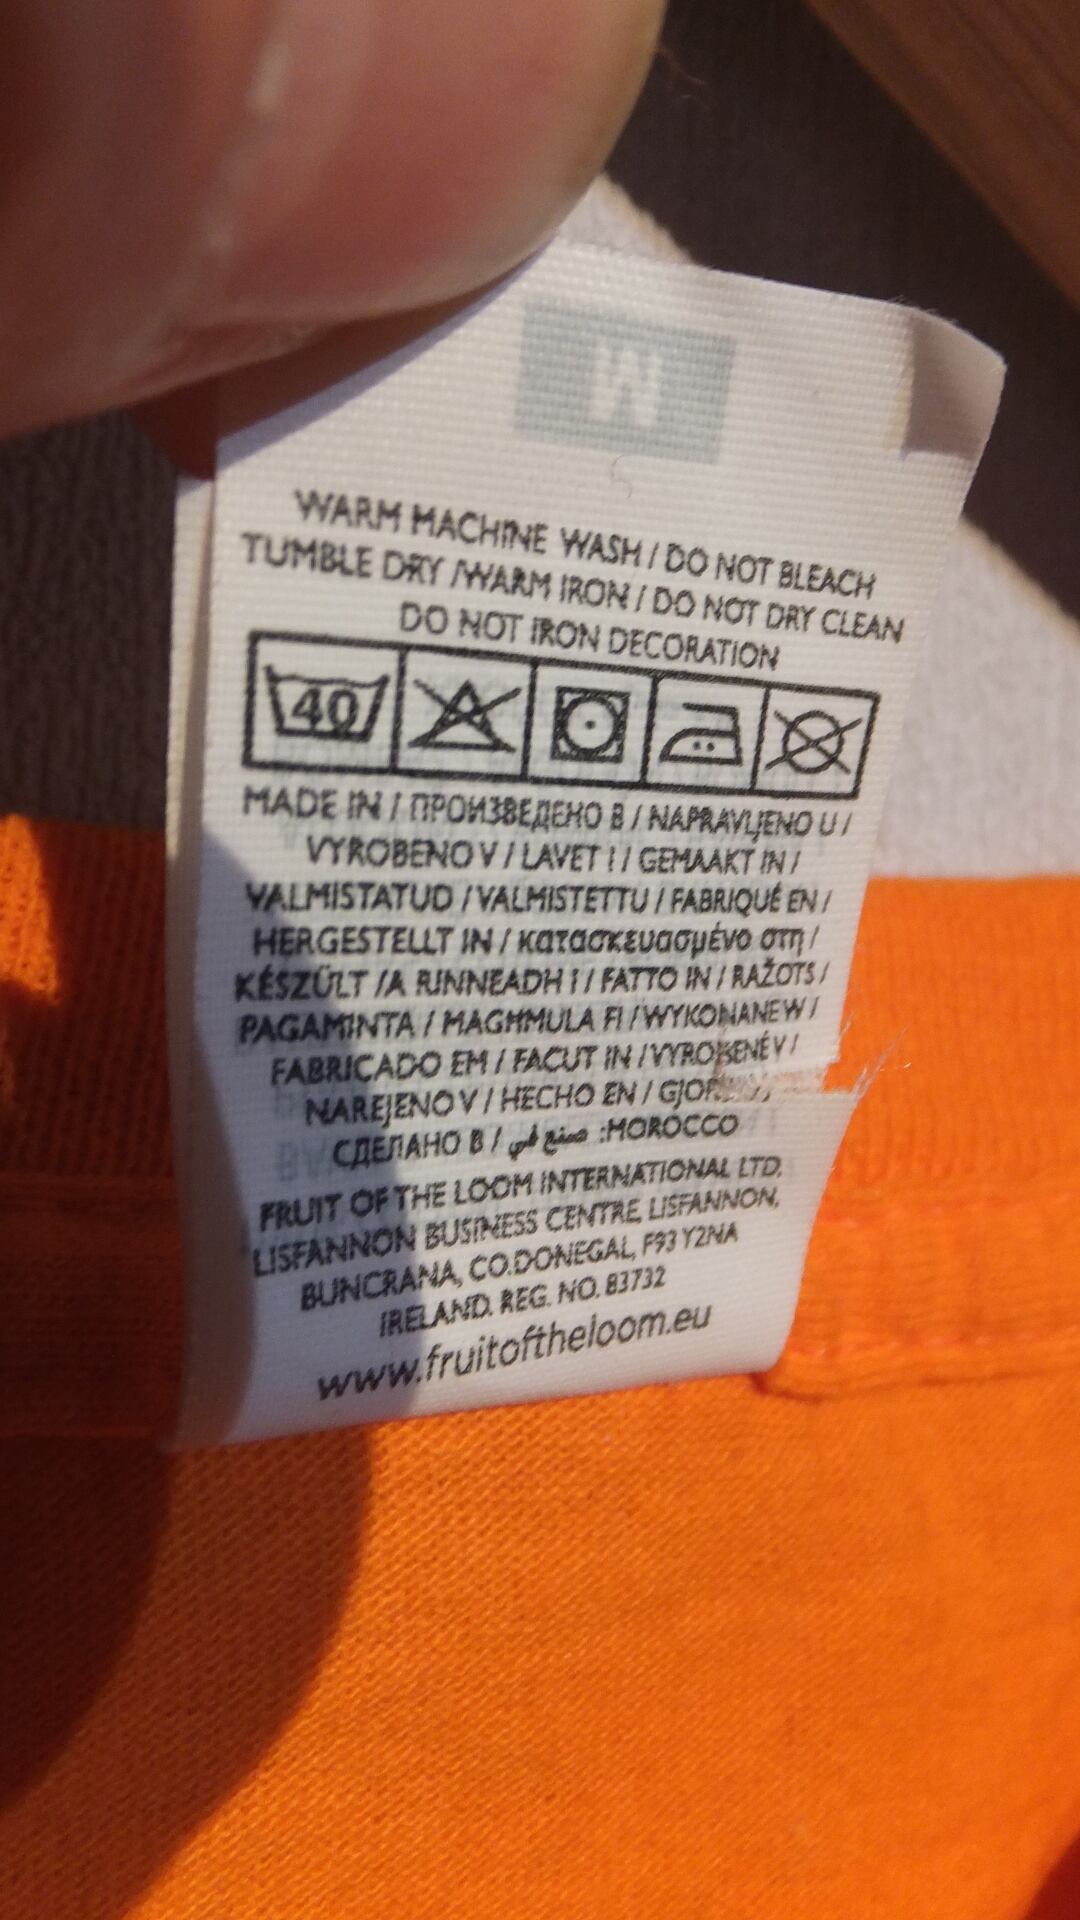 M
WARM MACHINE WASH / DO NOT BLEACH
TUMBLE DRY / WARM IRON / DO NOT DRY CLEAN
DO NOT IRON DECORATION
40
MADE IN / ПРОИЗВЕДЕНО В / NAPRAVLJENO U /
VYROBENO V / LAVET I / GEMAAKT IN /
VALMISTATUD / VALMISTETTU / FABRIQUÉ EN /
HERGESTELLT IN / κατασκευασμένο στη /
KÉSZÜLT /A RINNEADH I / FATTO IN / RAŽOTS /
PAGAMINTA / MAGHMULA FI / WYKONANE W /
FABRICADO EM / FACUT IN / VYROBENÉ V /
NAREJENO V / HECHO EN /
СДЕЛАНО В / صنع في :MOROCCO
FRUIT OF THE LOOM INTERNATIONAL LTD.
LISFANNON BUSINESS CENTRE, LISFANNON,
BUNCRANA, CO.DONEGAL, F93 Y2NA
IRELAND. REG. NO. 83732
www.fruitoftheloom.eu